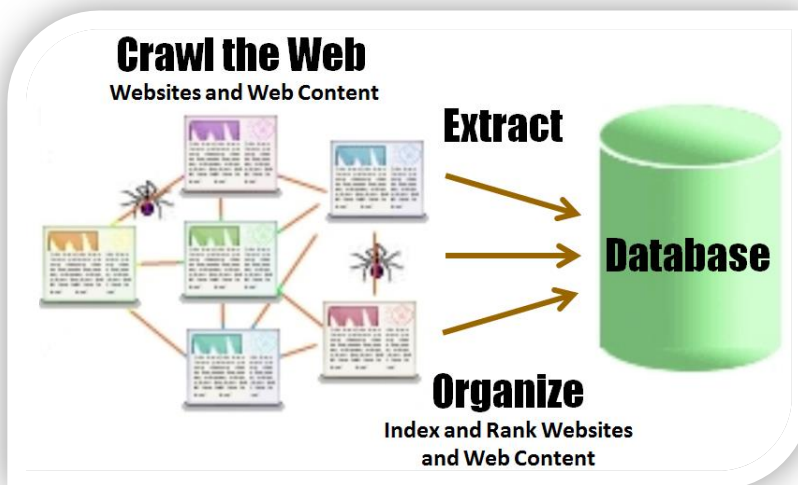 Crawl the Web
Websites and Web Content
Extract
Database
Organize
Index and Rank Websites
and Web Content